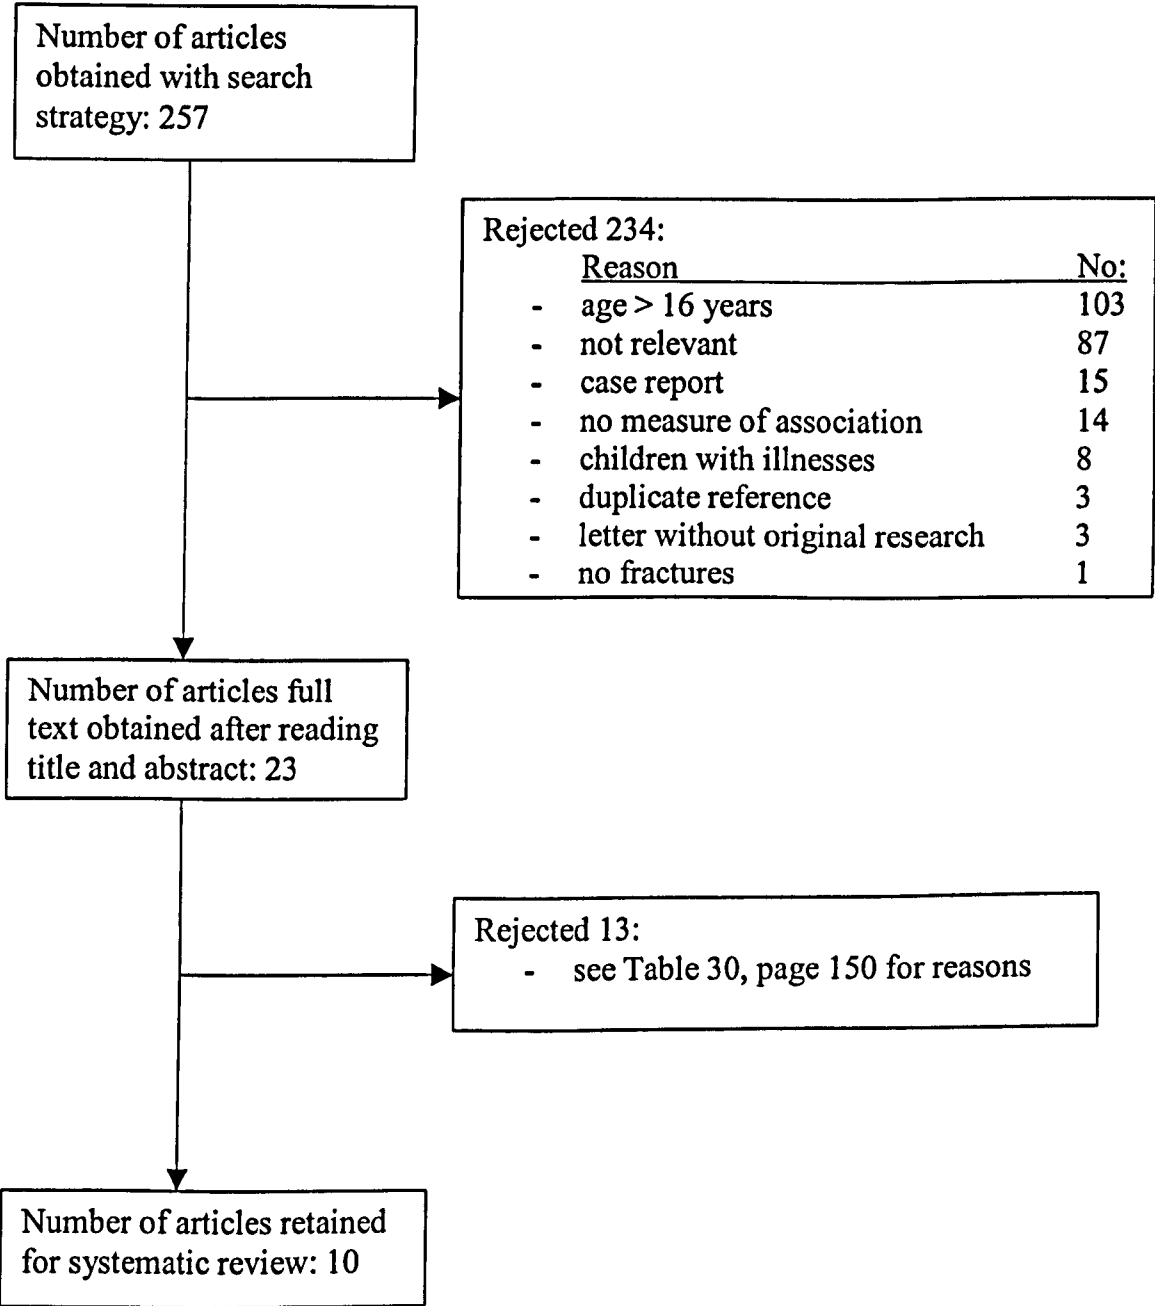 Number of articles
obtained with search
strategy: 257
Rejected 234:
Reason No:
- age > 16 years 103
- not relevant 87
- case report 15
- no measure of association 14
- children with illnesses 8
- duplicate reference 3
- letter without original research 3
- no fractures 1
Number of articles full
text obtained after reading
title and abstract: 23
Rejected 13:
- see Table 30, page 150 for reasons
Number of articles retained
for systematic review: 10